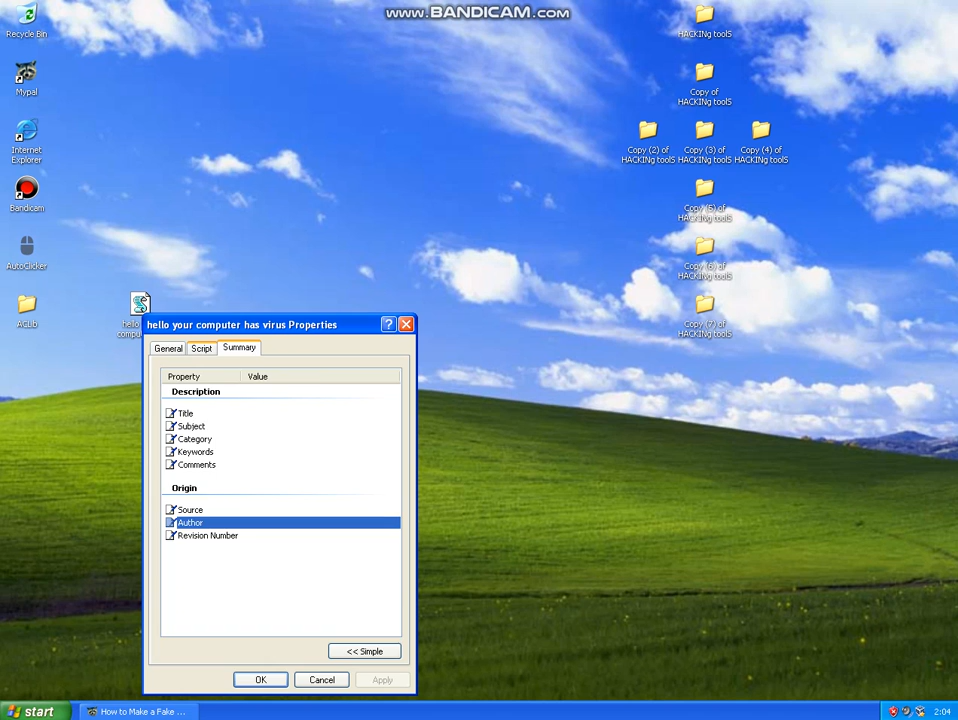 www.BANDICAM.com
Recycle Bin
Mypal
Internet
Explorer
Bandicam
AutoClicker
ACLib
hello
HACKINg toolS
Copy of
HACKINg toolS
Copy (2) of
HACKINg toolS
Copy (3) of
HACKINg toolS
Copy (4) of
HACKINg toolS
Copy (5) of
HACKINg toolS
Copy (6) of
HACKINg toolS
Copy (7) of
HACKINg toolS
hello your computer has virus Properties
General Script Summary
Property Value
Description
Title
Subject
Category
Keywords
Comments
Origin
Source
Author
Revision Number
<< Simple
OK Cancel Apply
start
How to Make a Fake ...
2:04